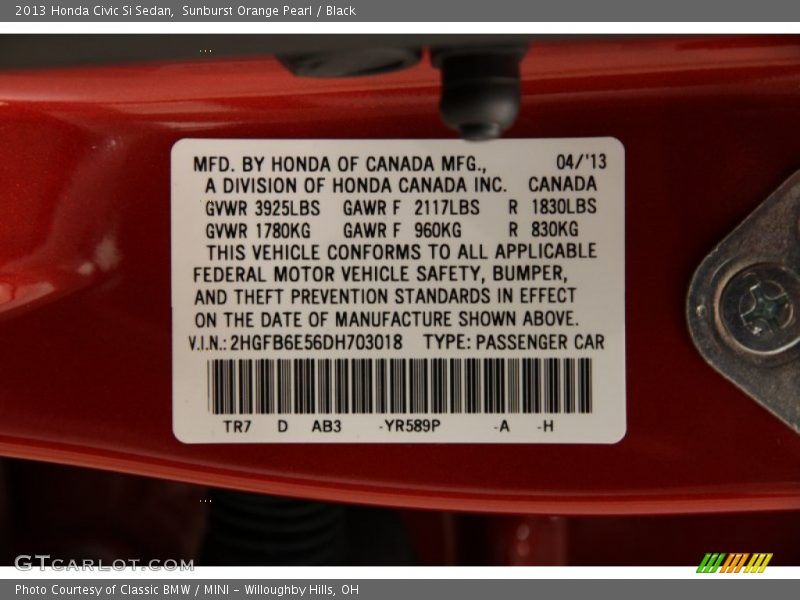 2013 Honda Civic Si Sedan,  Sunburst Orange Pearl / Black
MFD. BY HONDA OF CANADA MFG., 04/'13
A DIVISION OF HONDA CANADA INC. CANADA
GVWR 3925LBS GAWR F 2117LBS R 1830LBS
GVWR 1780KG GAWR F 960KG R 830KG
THIS VEHICLE CONFORMS TO ALL APPLICABLE
FEDERAL MOTOR VEHICLE SAFETY, BUMPER,
AND THEFT PREVENTION STANDARDS IN EFFECT
ON THE DATE OF MANUFACTURE SHOWN ABOVE.
V.I.N.: 2HGFB6E56DH703018 TYPE: PASSENGER CAR
TR7 D AB3 -YR589P -A -H
GTCARLOT.COM
Photo Courtesy of Classic BMW / MINI - Willoughby Hills, OH